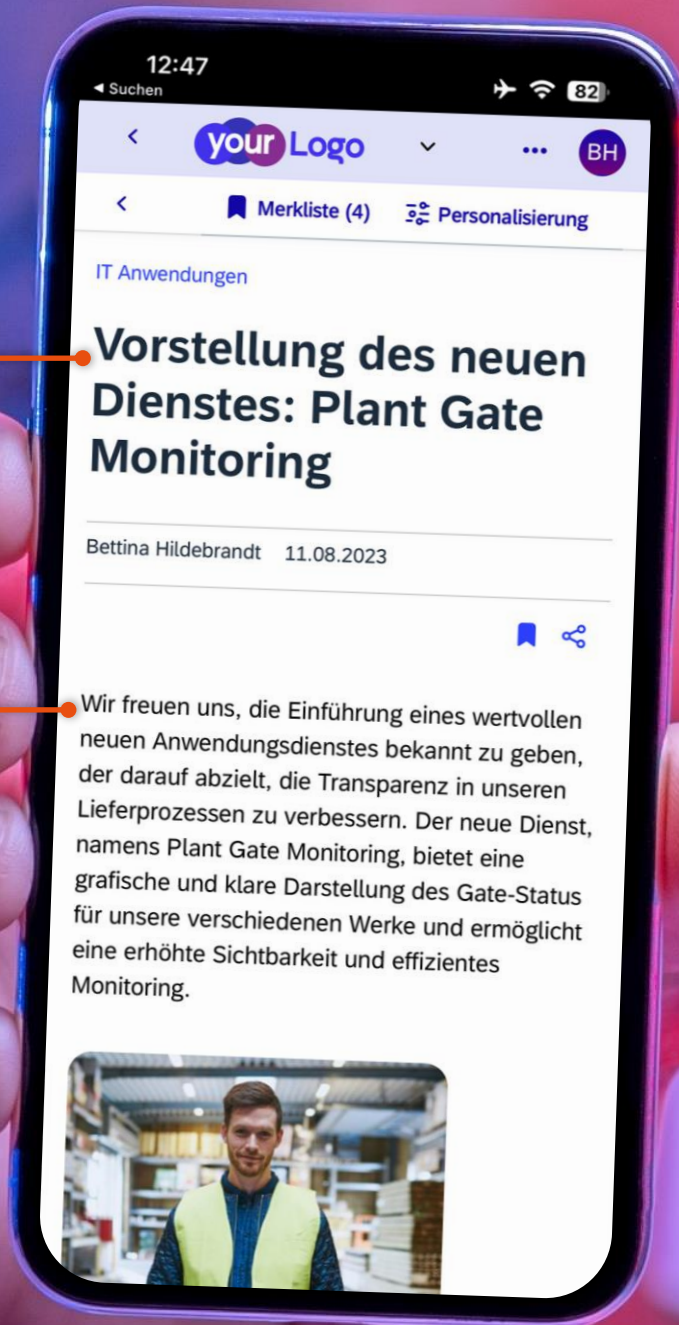 12:47
◀ Suchen
82
your Logo
BH
Merkliste (4)
Personalisierung
IT Anwendungen
Vorstellung des neuen
Dienstes: Plant Gate
Monitoring
Bettina Hildebrandt 11.08.2023
Wir freuen uns, die Einführung eines wertvollen
neuen Anwendungsdienstes bekannt zu geben,
der darauf abzielt, die Transparenz in unseren
Lieferprozessen zu verbessern. Der neue Dienst,
namens Plant Gate Monitoring, bietet eine
grafische und klare Darstellung des Gate-Status
für unsere verschiedenen Werke und ermöglicht
eine erhöhte Sichtbarkeit und effizientes
Monitoring.